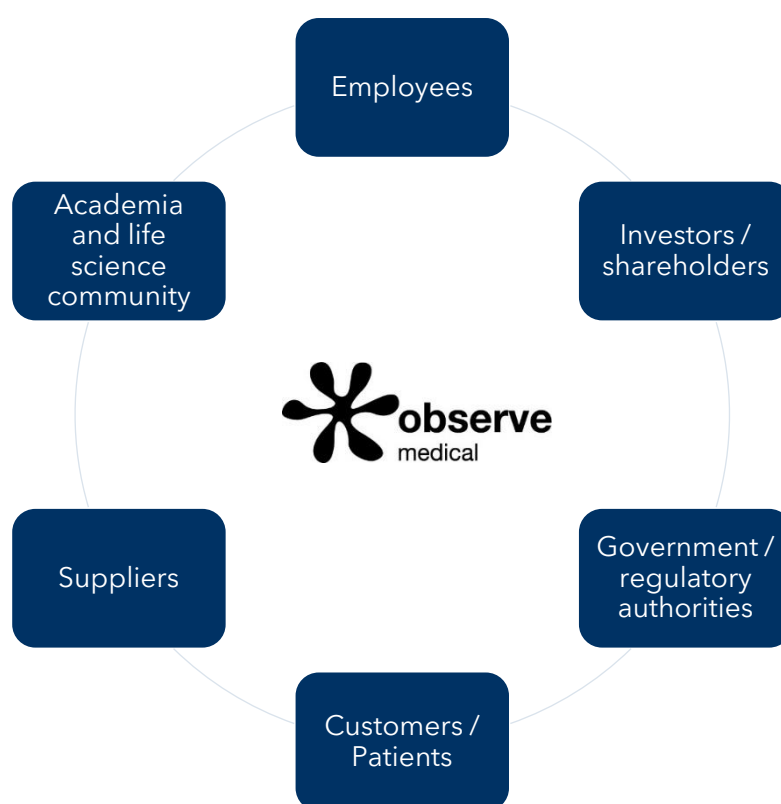 Employees
Investors /
shareholders
Government /
regulatory
authorities
Customers /
Patients
Suppliers
Academia
and life
science
community
observe
medical